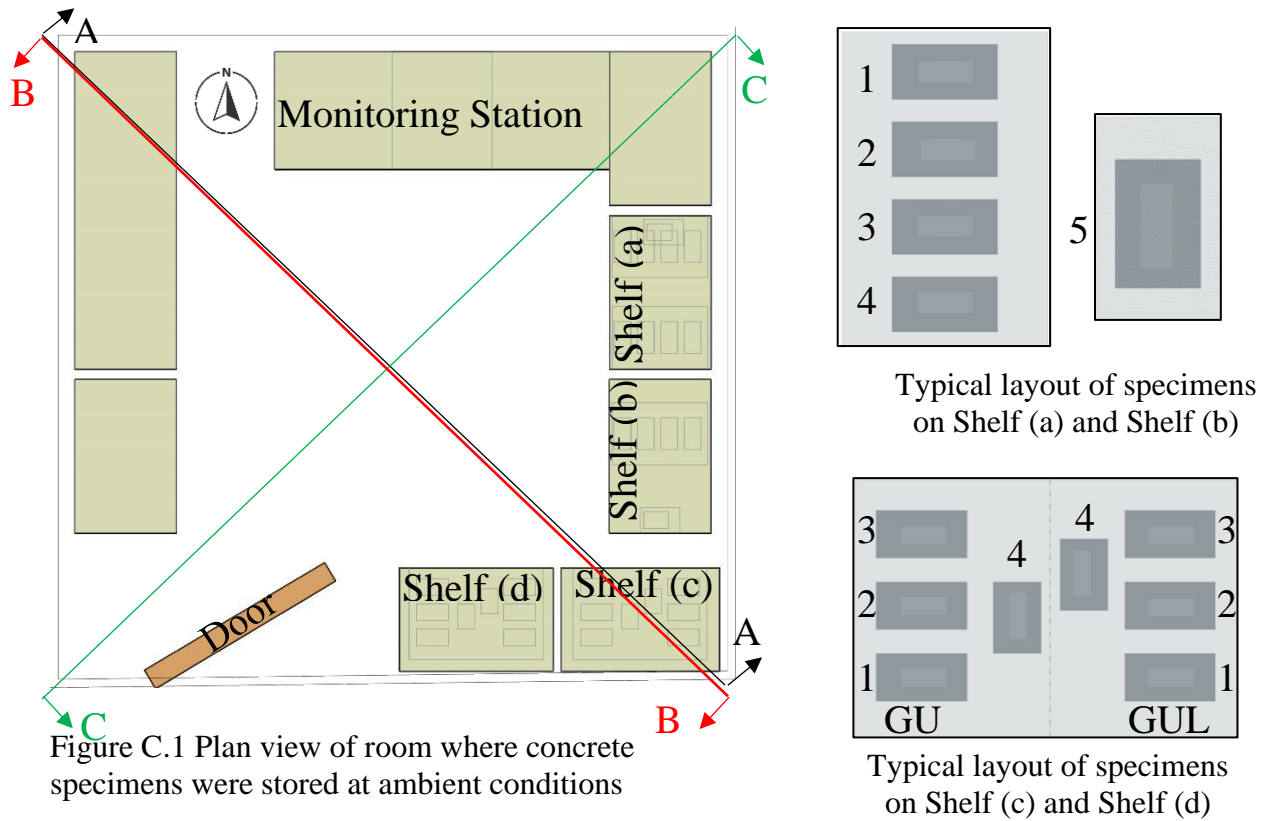 A
B
N
C
Monitoring Station
Shelf (a)
Shelf (b)
Shelf (d)
Shelf (c)
Door
A
B
C
Figure C.1 Plan view of room where concrete
specimens were stored at ambient conditions
1
2
3
4
5
Typical layout of specimens
on Shelf (a) and Shelf (b)
3
4
4
3
2
2
1
1
GU
GUL
Typical layout of specimens
on Shelf (c) and Shelf (d)